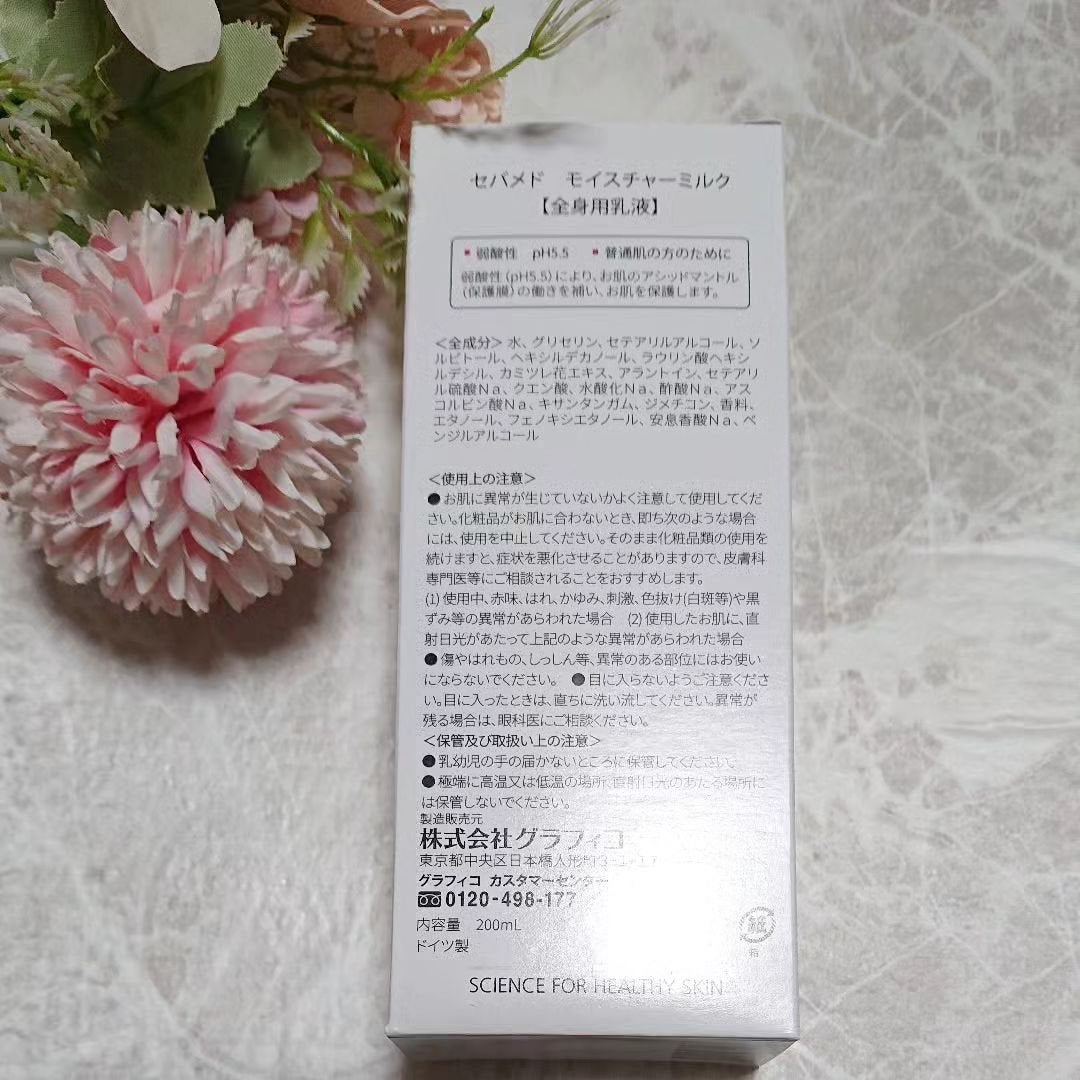 セバメド　モイスチャーミルク
【全身用乳液】
▪弱酸性　pH5.5　▪普通肌の方のために
弱酸性（pH5.5）により、お肌のアシッドマントル
（保護膜）の働きを補い、お肌を保護します。
＜全成分＞水、グリセリン、セテアリルアルコール、ソ
ルビトール、ヘキシルデカノール、ラウリン酸ヘキシ
ルデシル、カミツレ花エキス、アラントイン、セテアリ
ル硫酸Na、クエン酸、水酸化Na、酢酸Na、アス
コルビン酸Na、キサンタンガム、ジメチコン、香料、
エタノール、フェノキシエタノール、安息香酸Na、ベ
ンジルアルコール
＜使用上の注意＞
●お肌に異常が生じていないかよく注意して使用してくだ
さい。化粧品がお肌に合わないとき、即ち次のような場合
には、使用を中止してください。そのまま化粧品類の使用を
続けますと、症状を悪化させることがありますので、皮膚科
専門医等にご相談されることをおすすめします。
(1) 使用中、赤味、はれ、かゆみ、刺激、色抜け(白斑等)や黒
ずみ等の異常があらわれた場合　(2) 使用したお肌に、直
射日光があたって上記のような異常があらわれた場合
●傷やはれもの、しっしん等、異常のある部位にはお使い
にならないでください。　●目に入らないようご注意くださ
い。目に入ったときは、直ちに洗い流してください。異常が
残る場合は、眼科医にご相談ください。
＜保管及び取扱い上の注意＞
●乳幼児の手の届かないところに保管してください。
●極端に高温又は低温の場所、直射日光のあたる場所に
は保管しないでください。
製造販売元
株式会社グラフィコ
東京都中央区日本橋人形町3-1-17
グラフィコ カスタマーセンター
0120-498-177
内容量　200mL
ドイツ製
紙
箱
SCIENCE FOR HEALTHY SKIN